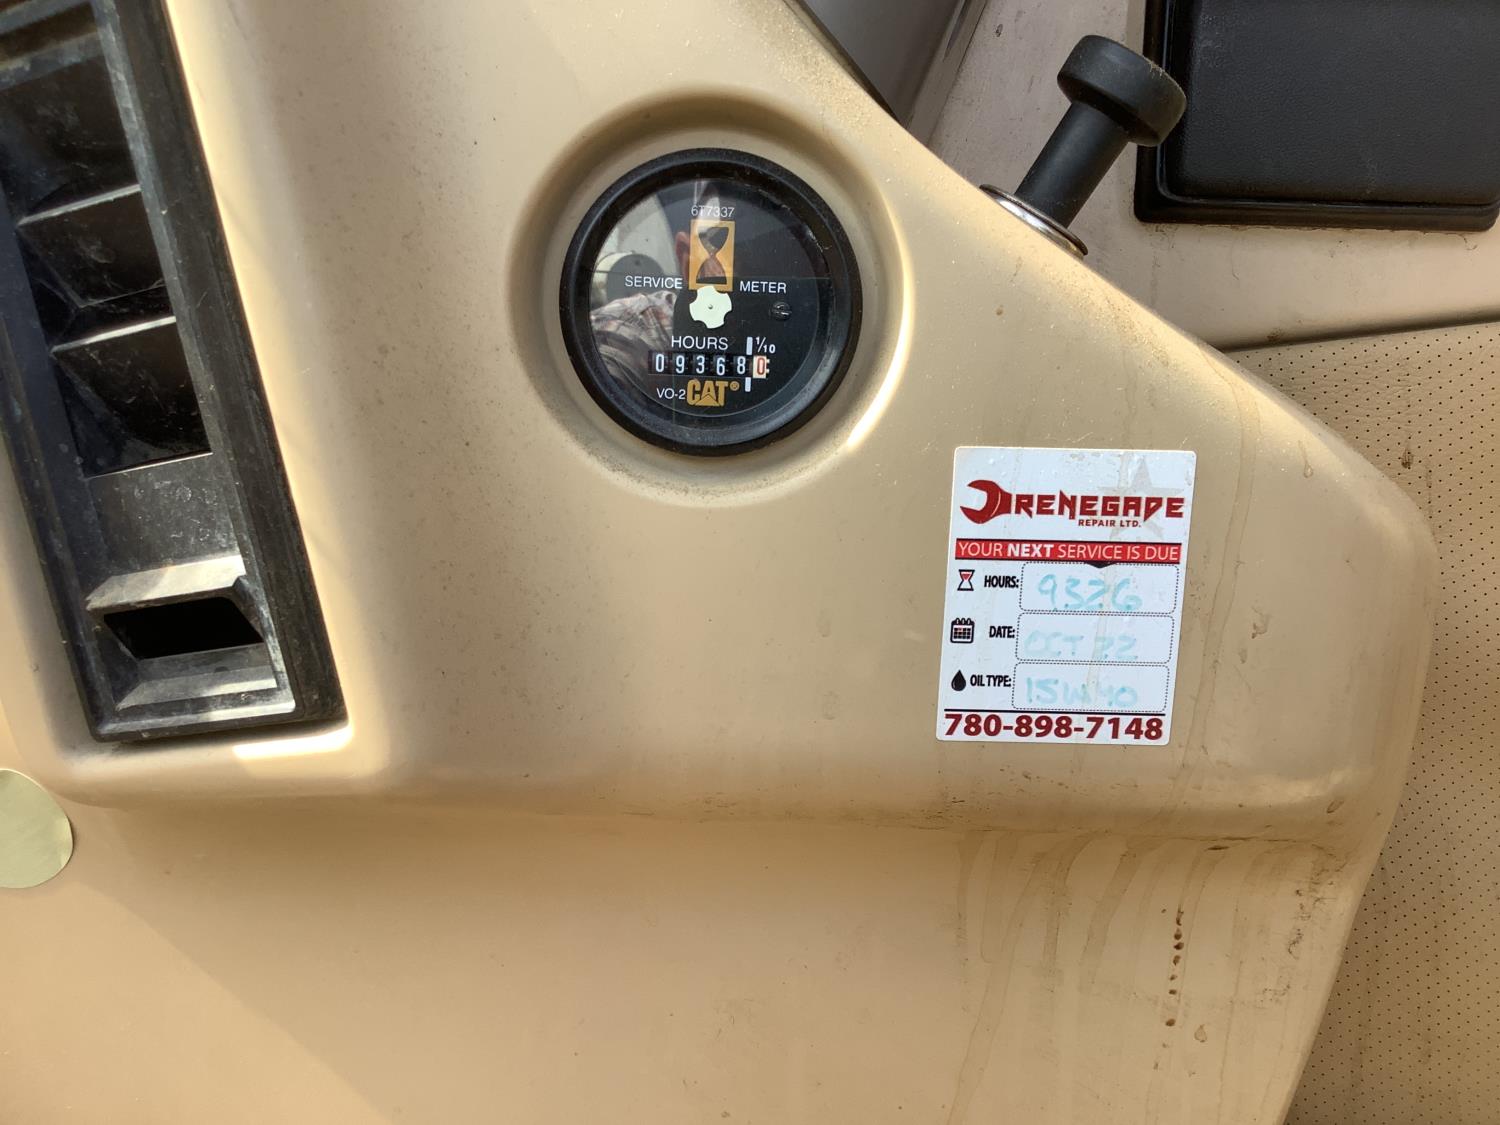 6T7337
SERVICE METER
HOURS 1/10
093680
VO-2 CAT®
RENEGADE
REPAIR LTD.
YOUR NEXT SERVICE IS DUE
HOURS: 9326
DATE: OCT 22
OIL TYPE: 15W40
780-898-7148